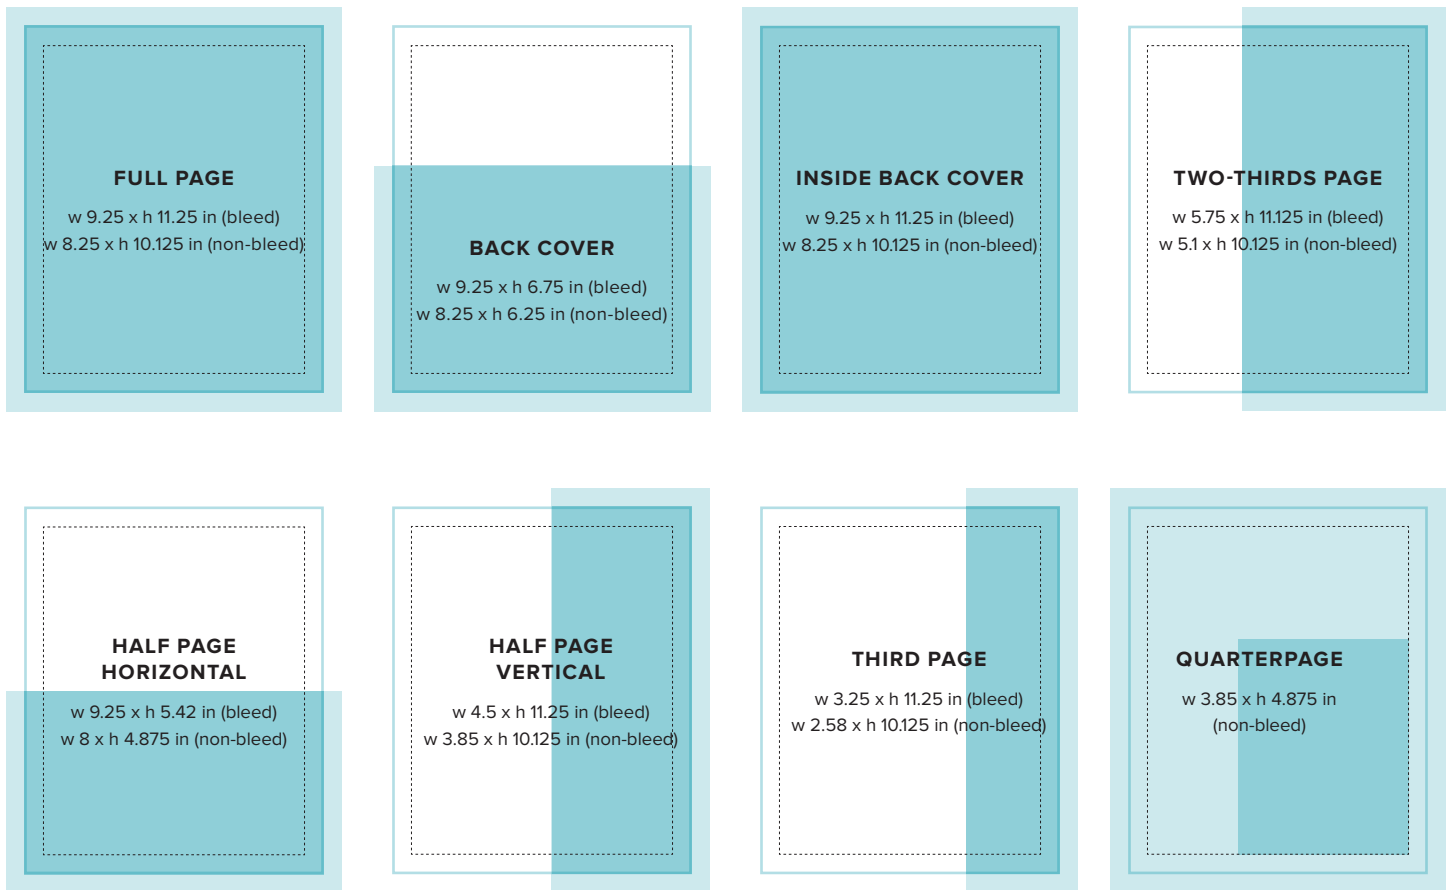 FULL PAGE
w 9.25 x h 11.25 in (bleed)
w 8.25 x h 10.125 in (non-bleed)
BACK COVER
w 9.25 x h 6.75 in (bleed)
w 8.25 x h 6.25 in (non-bleed)
INSIDE BACK COVER
w 9.25 x h 11.25 in (bleed)
w 8.25 x h 10.125 in (non-bleed)
TWO-THIRDS PAGE
w 5.75 x h 11.125 in (bleed)
w 5.1 x h 10.125 in (non-bleed)
HALF PAGE
HORIZONTAL
w 9.25 x h 5.42 in (bleed)
w 8 x h 4.875 in (non-bleed)
HALF PAGE
VERTICAL
w 4.5 x h 11.25 in (bleed)
w 3.85 x h 10.125 in (non-bleed)
THIRD PAGE
w 3.25 x h 11.25 in (bleed)
w 2.58 x h 10.125 in (non-bleed)
QUARTERPAGE
w 3.85 x h 4.875 in
(non-bleed)